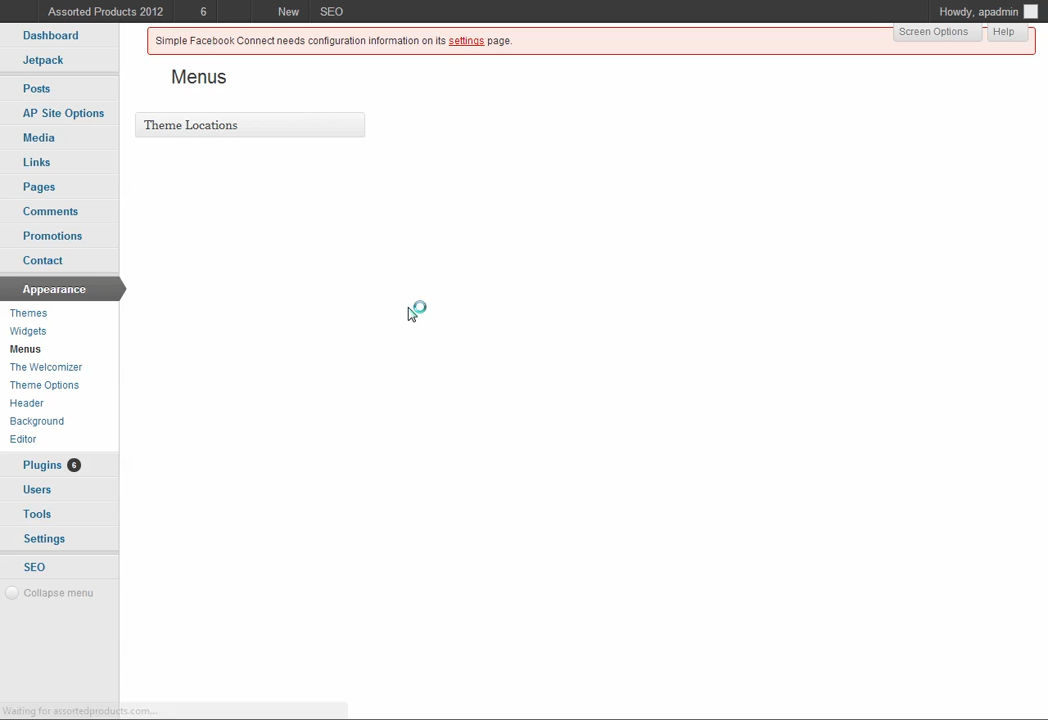 Assorted Products 2012 6 New SEO Howdy, apadmin
Screen Options Help
Simple Facebook Connect needs configuration information on its settings page.
Menus
Theme Locations
Dashboard
Jetpack
Posts
AP Site Options
Media
Links
Pages
Comments
Promotions
Contact
Appearance
Themes
Widgets
Menus
The Welcomizer
Theme Options
Header
Background
Editor
Plugins 6
Users
Tools
Settings
SEO
Collapse menu
Waiting for assortedproducts.com...